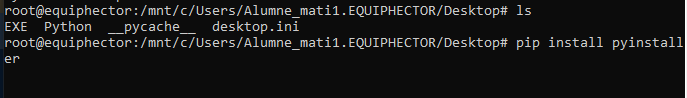 root@equiphector:/mnt/c/Users/Alumne_mati1.EQUIPHECTOR/Desktop# ls
EXE  Python  __pycache__  desktop.ini
root@equiphector:/mnt/c/Users/Alumne_mati1.EQUIPHECTOR/Desktop# pip install pyinstall
er